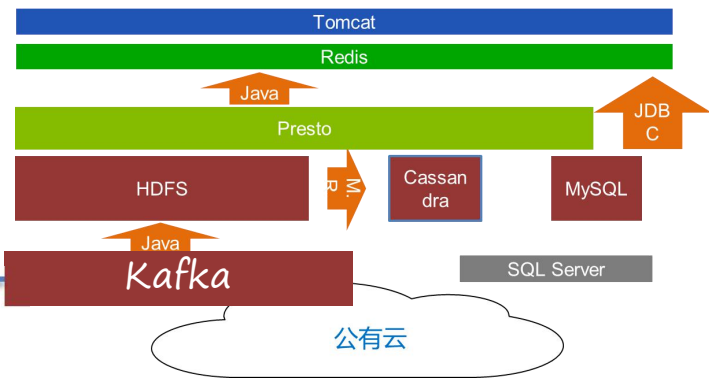 Tomcat
Redis
Java
JDB
C
Presto
HDFS
M.
R
Cassan
dra
MySQL
Java
Kafka
SQL Server
公有云